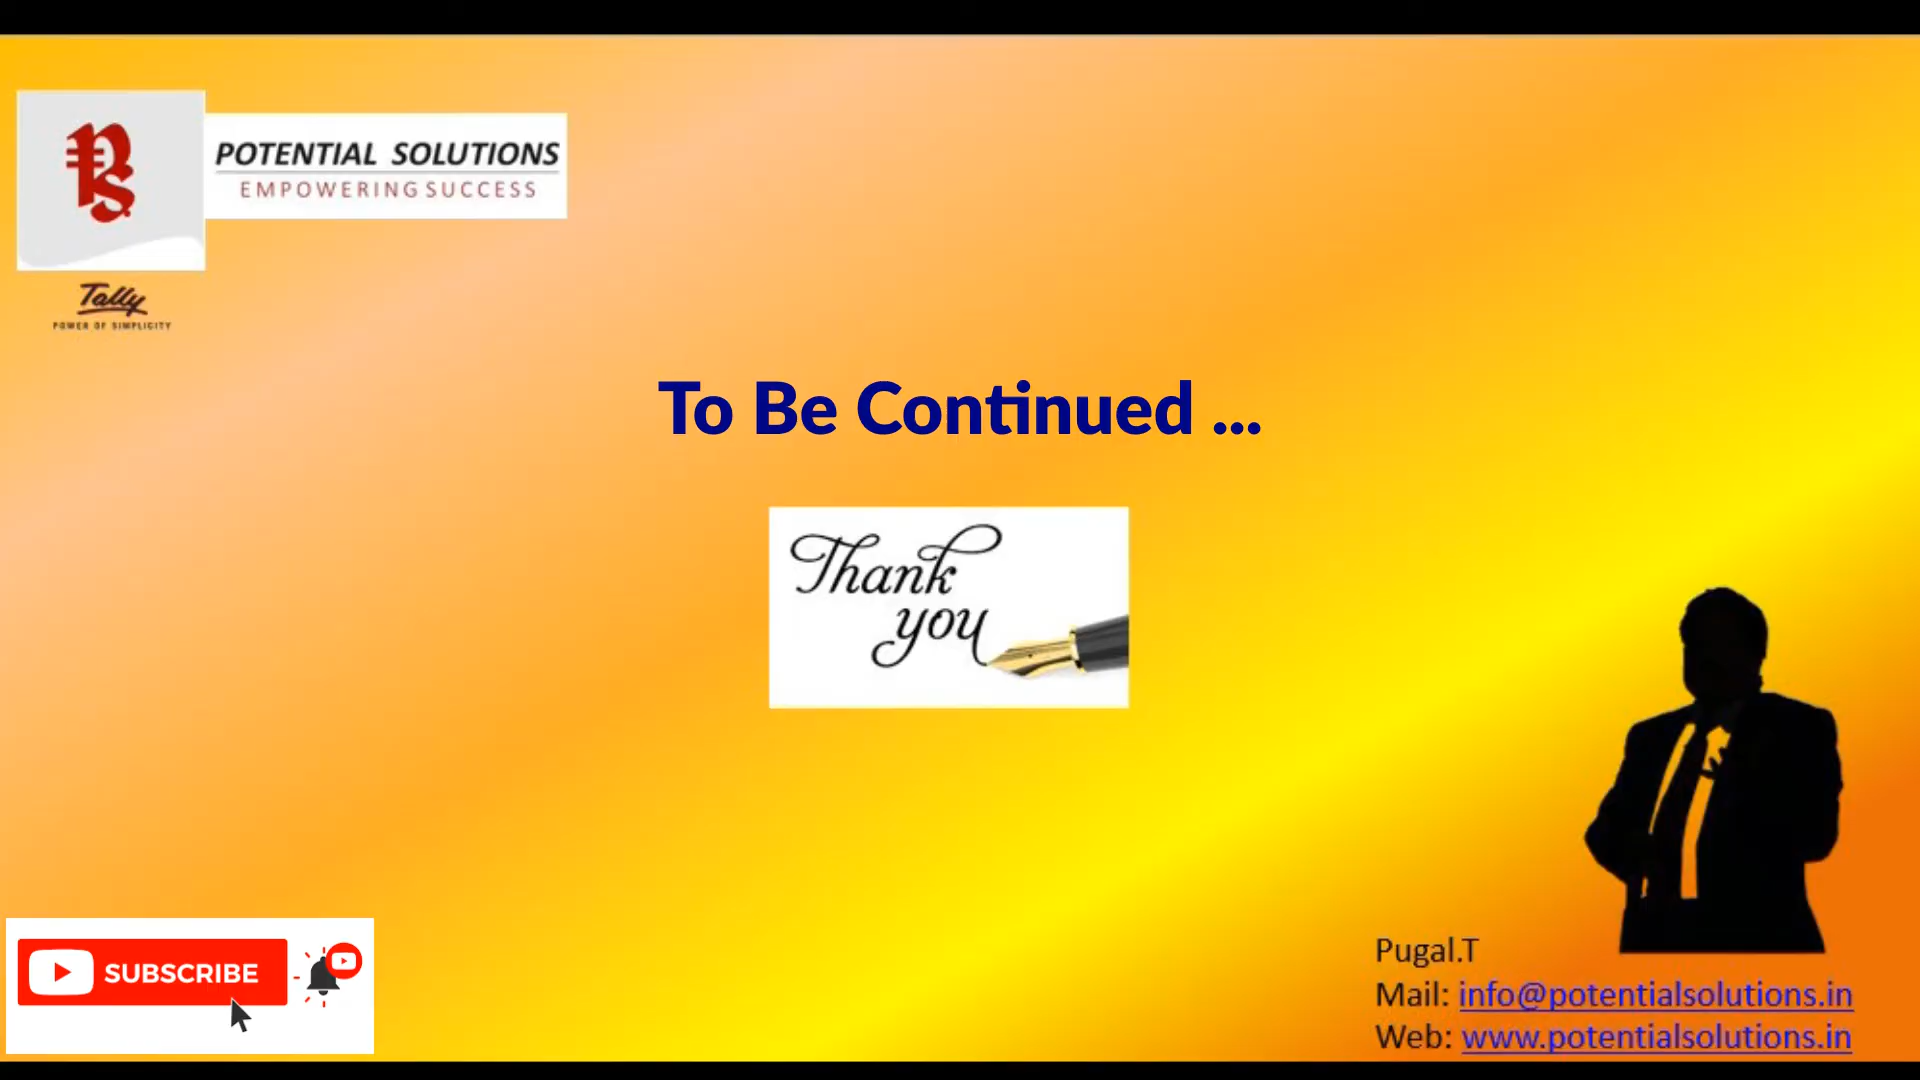 POTENTIAL SOLUTIONS
EMPOWERING SUCCESS
Tally
POWER OF SIMPLICITY
To Be Continued ...
Thank
you
SUBSCRIBE
Pugal.T
Mail: info@potentialsolutions.in
Web: www.potentialsolutions.in